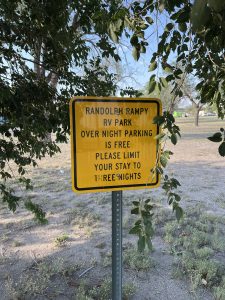 RANDOLPH RAMPY
RV PARK
OVER NIGHT PARKING
IS FREE
PLEASE LIMIT
YOUR STAY TO
THREE NIGHTS